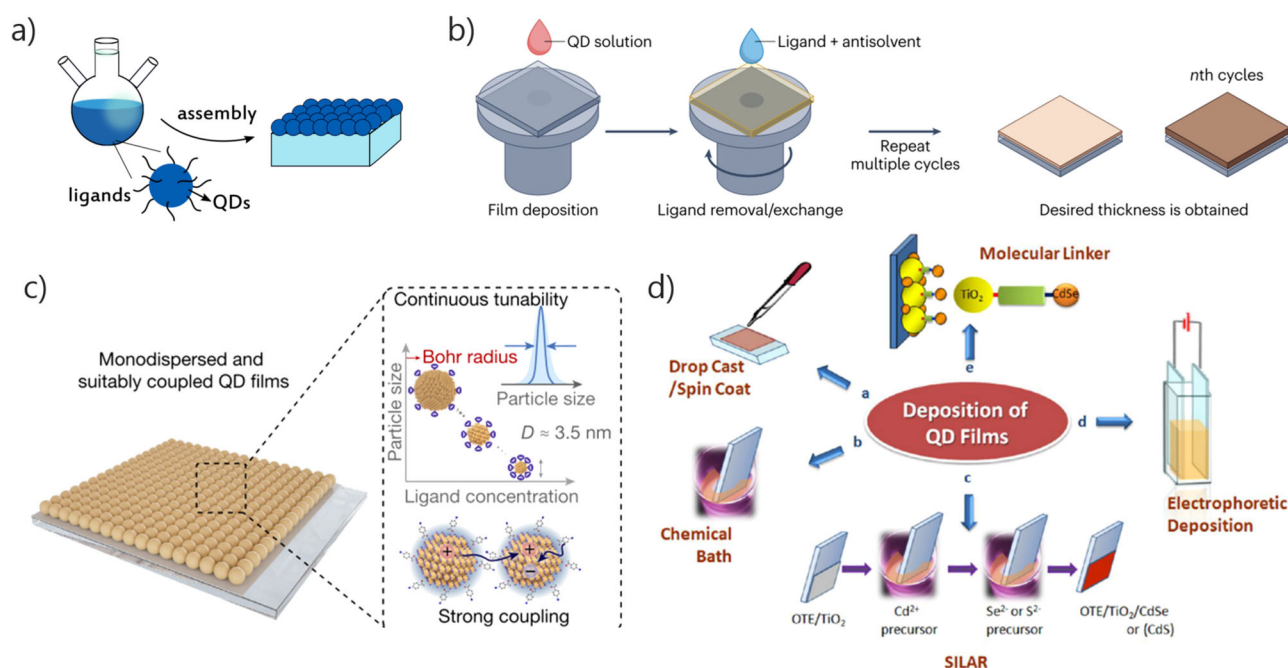 a)
assembly
ligands
QDs
b)
QD solution
Ligand + antisolvent
nth cycles
Repeat
multiple cycles
Film deposition
Ligand removal/exchange
Desired thickness is obtained
c)
Monodispersed and
suitably coupled QD films
Continuous tunability
Bohr radius
Particle size
Particle size
D ≈ 3.5 nm
Ligand concentration
+
+
−
Strong coupling
d)
Molecular Linker
TiO₂
CdSe
Drop Cast
/Spin Coat
a
e
Deposition of
QD Films
d
b
c
Chemical
Bath
Electrophoretic
Deposition
OTE/TiO₂
Cd²⁺
precursor
Se²⁻ or S²⁻
precursor
OTE/TiO₂/CdSe
or (CdS)
SILAR